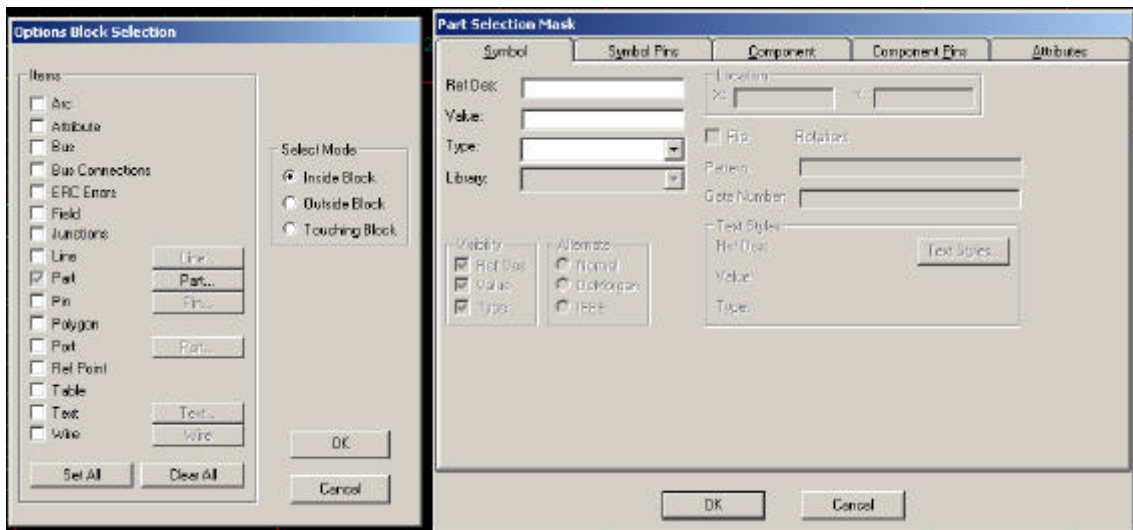 Options Block Selection
Items
Arc
Attribute
Bus
Bus Connections
ERC Errors
Field
Junctions
Line
Line...
Part
Part...
Pin
Pin...
Polygon
Port
Port...
Ref Point
Table
Text
Text...
Wire
Wire
Set All
Clear All
Select Mode
Inside Block
Outside Block
Touching Block
OK
Cancel
Part Selection Mask
Symbol
Symbol Pins
Component
Component Pins
Attributes
Ref Des:
Value:
Type:
Library:
Location
X:
Y:
Flip
Rotation:
Pattern:
Gate Number:
Visibility
Ref Des
Value
Type
Alternate
Normal
DeMorgan
IEEE
Text Styles
Ref Des:
Value:
Type:
Text Styles...
OK
Cancel